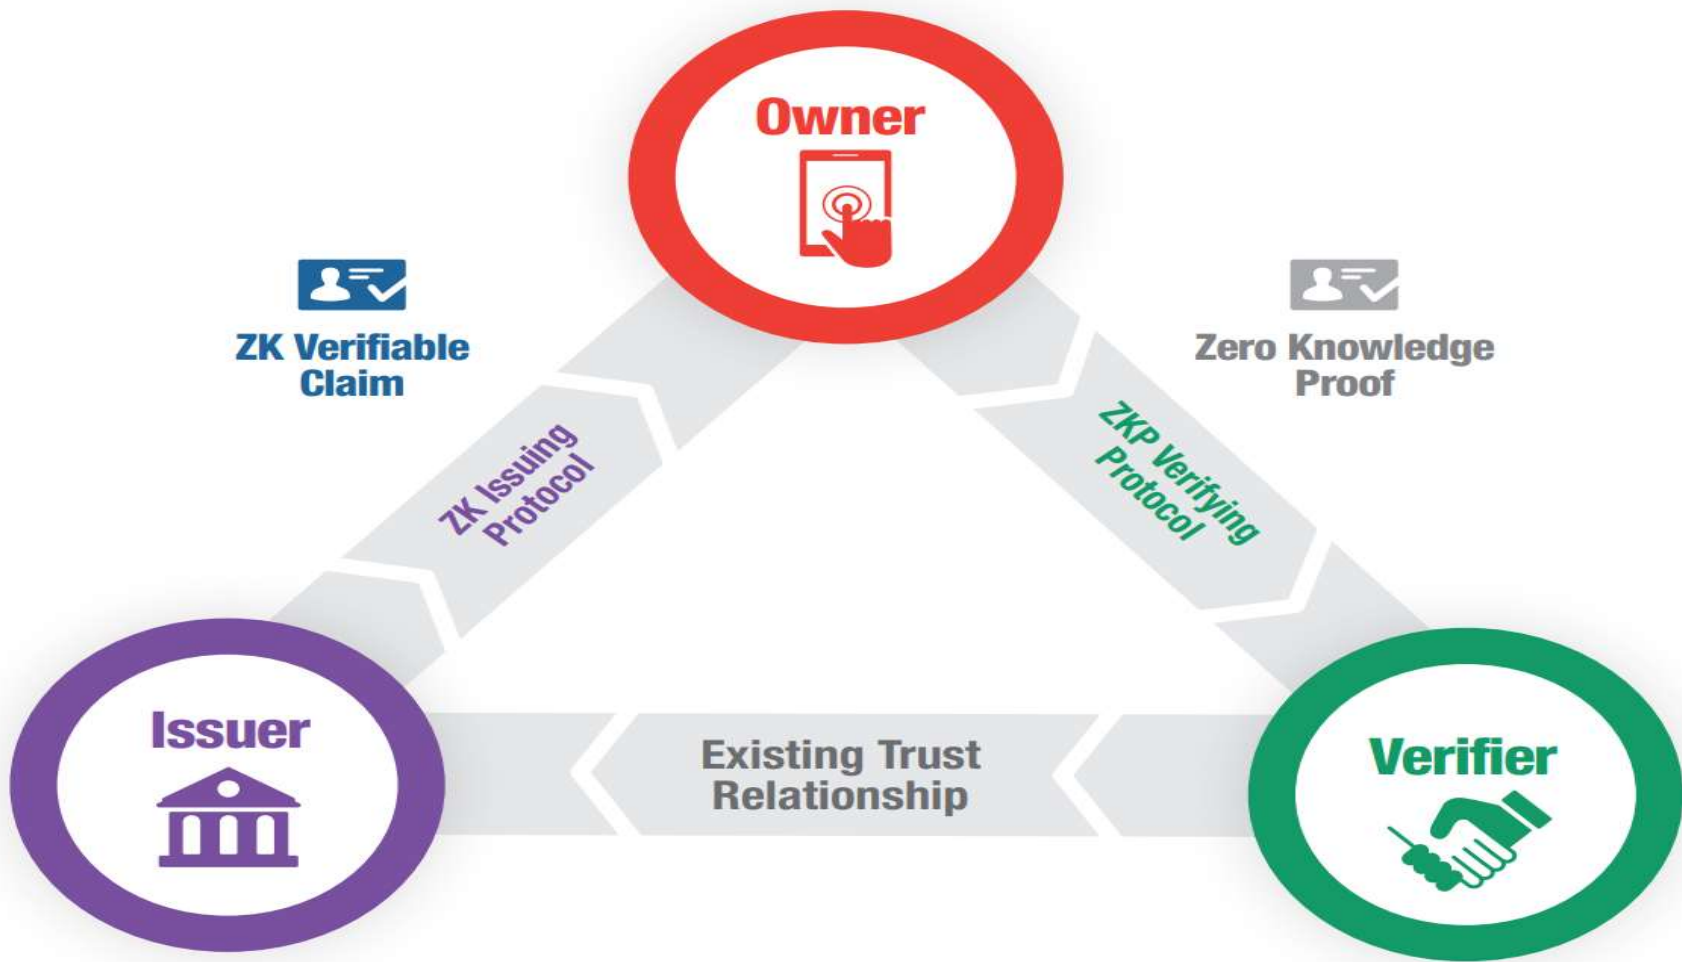 Owner
ZK Verifiable
Claim
Zero Knowledge
Proof
ZK Issuing
Protocol
ZKP Verifying
Protocol
Issuer
Existing Trust
Relationship
Verifier